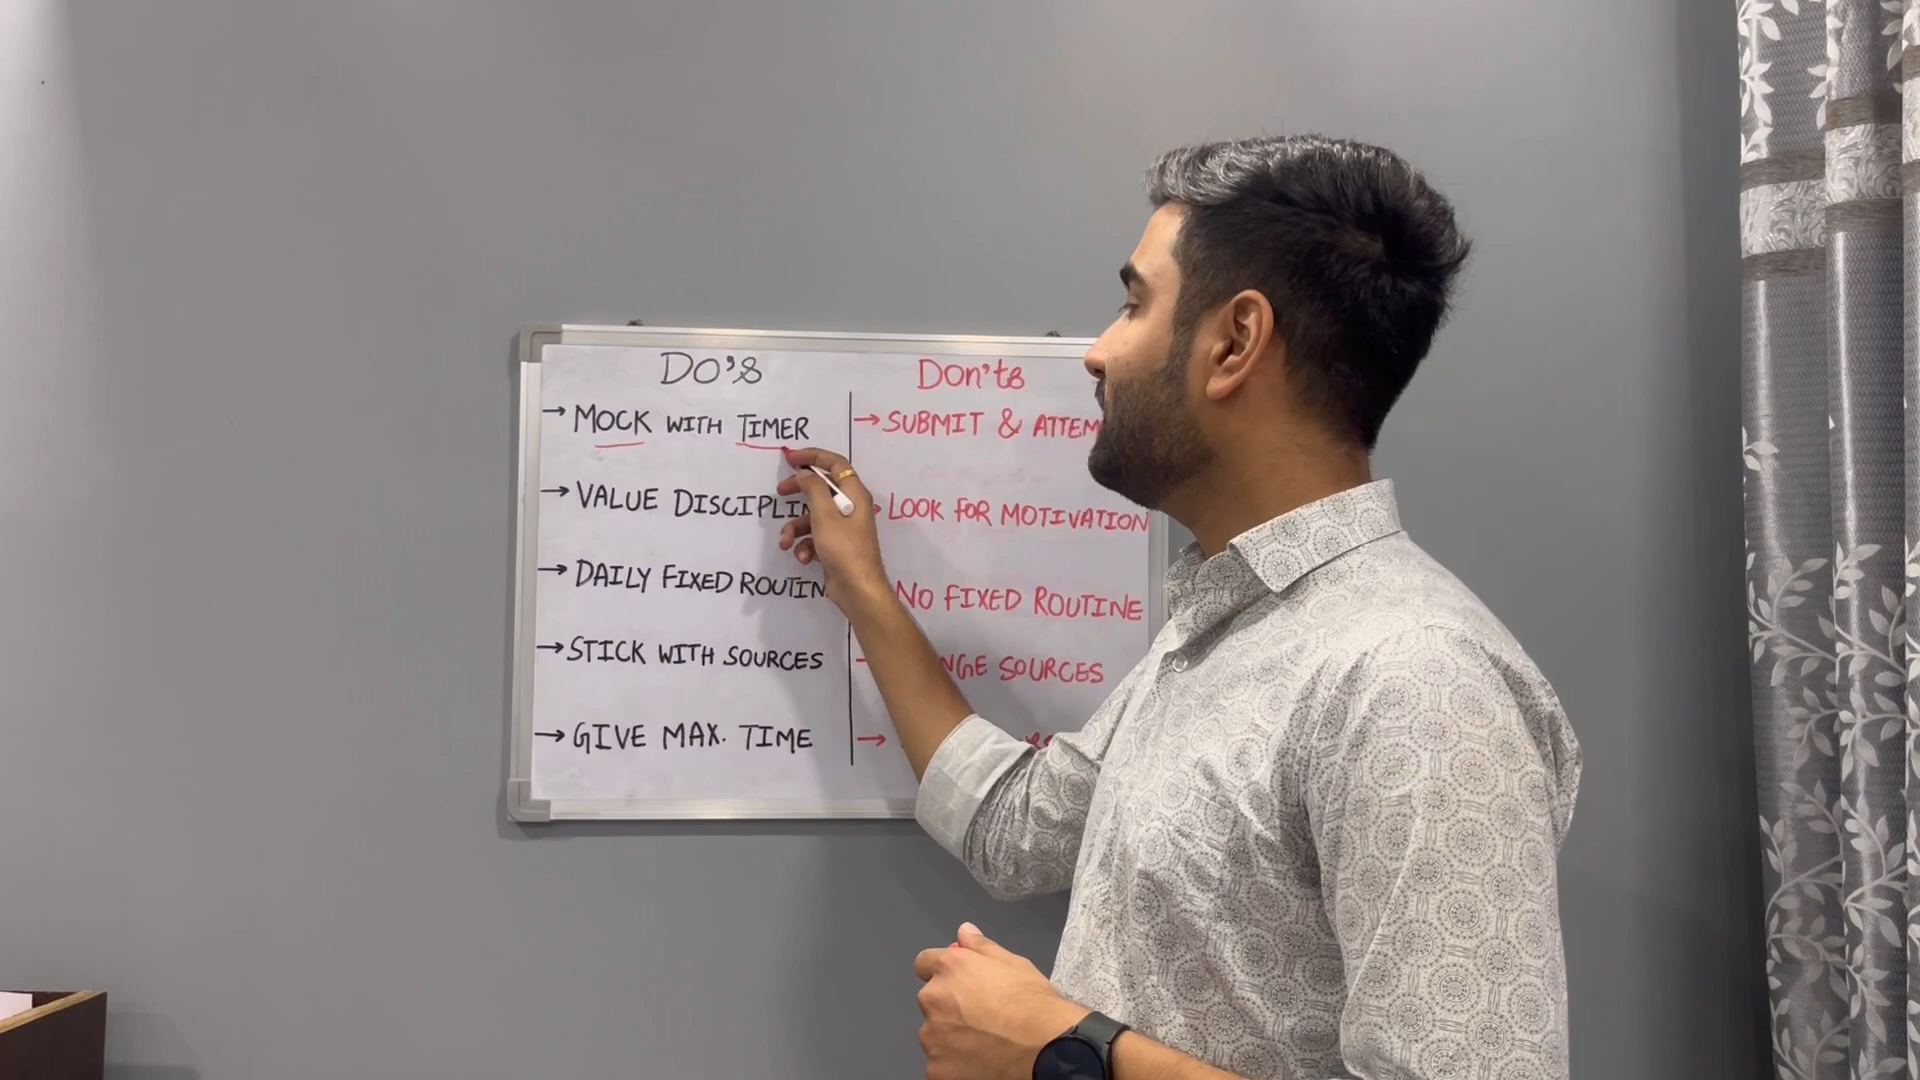 DO's
→ MOCK WITH TIMER
→ VALUE DISCIPLIN
→ DAILY FIXED ROUTIN
→ STICK WITH SOURCES
→ GIVE MAX. TIME
Don'ts
→ SUBMIT & ATTEM
LOOK FOR MOTIVATION
NO FIXED ROUTINE
NGE SOURCES
→